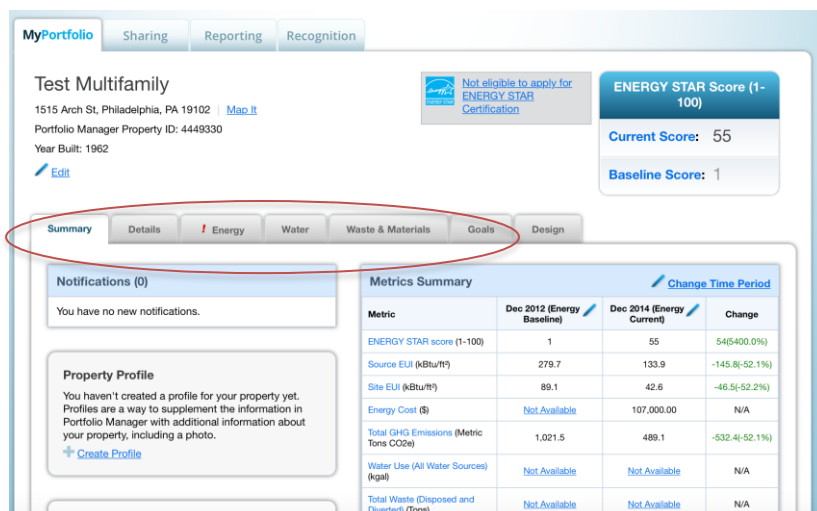 MyPortfolio Sharing Reporting Recognition
Test Multifamily
1515 Arch St, Philadelphia, PA 19102 | Map It
Portfolio Manager Property ID: 4449330
Year Built: 1962
Edit
ENERGY STAR
Not eligible to apply for
ENERGY STAR
Certification
ENERGY STAR Score (1-
100)
Current Score: 55
Baseline Score: 1
Summary Details ! Energy Water Waste & Materials Goals Design
Notifications (0)
You have no new notifications.
Property Profile
You haven't created a profile for your property yet.
Profiles are a way to supplement the information in
Portfolio Manager with additional information about
your property, including a photo.
Create Profile
Metrics Summary Change Time Period
Metric Dec 2012 (Energy Baseline) Dec 2014 (Energy Current) Change
ENERGY STAR score (1-100) 1 55 54(5400.0%)
Source EUI (kBtu/ft²) 279.7 133.9 -145.8(-52.1%)
Site EUI (kBtu/ft²) 89.1 42.6 -46.5(-52.2%)
Energy Cost ($) Not Available 107,000.00 N/A
Total GHG Emissions (Metric
Tons CO2e) 1,021.5 489.1 -532.4(-52.1%)
Water Use (All Water Sources)
(kgal) Not Available Not Available N/A
Total Waste (Disposed and
Diverted) (Tons) Not Available Not Available N/A